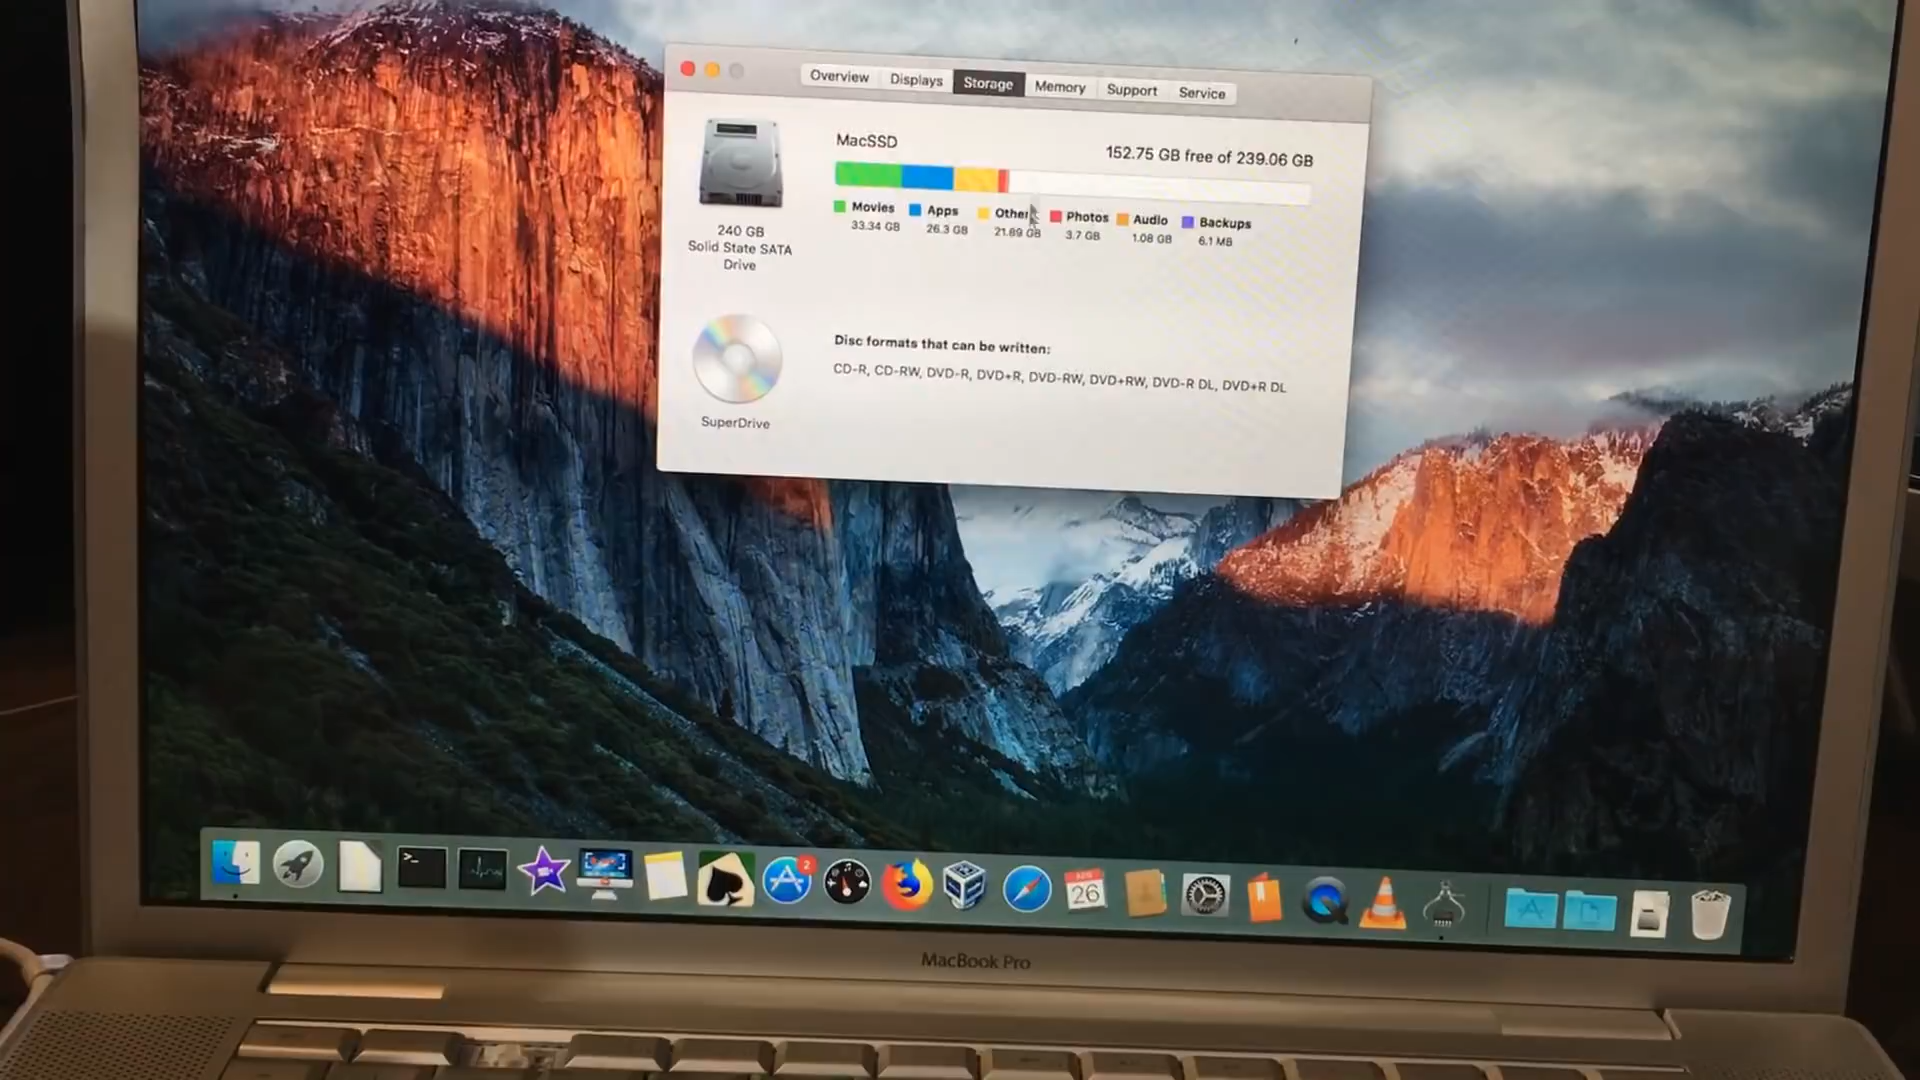 Overview Displays Storage Memory Support Service
MacSSD
152.75 GB free of 239.06 GB
Movies Apps Other Photos Audio Backups
33.34 GB 26.3 GB 21.89 GB 3.7 GB 1.08 GB 6.1 MB
240 GB
Solid State SATA
Drive
Disc formats that can be written:
CD-R, CD-RW, DVD-R, DVD+R, DVD-RW, DVD+RW, DVD-R DL, DVD+R DL
SuperDrive
2
26
MacBook Pro